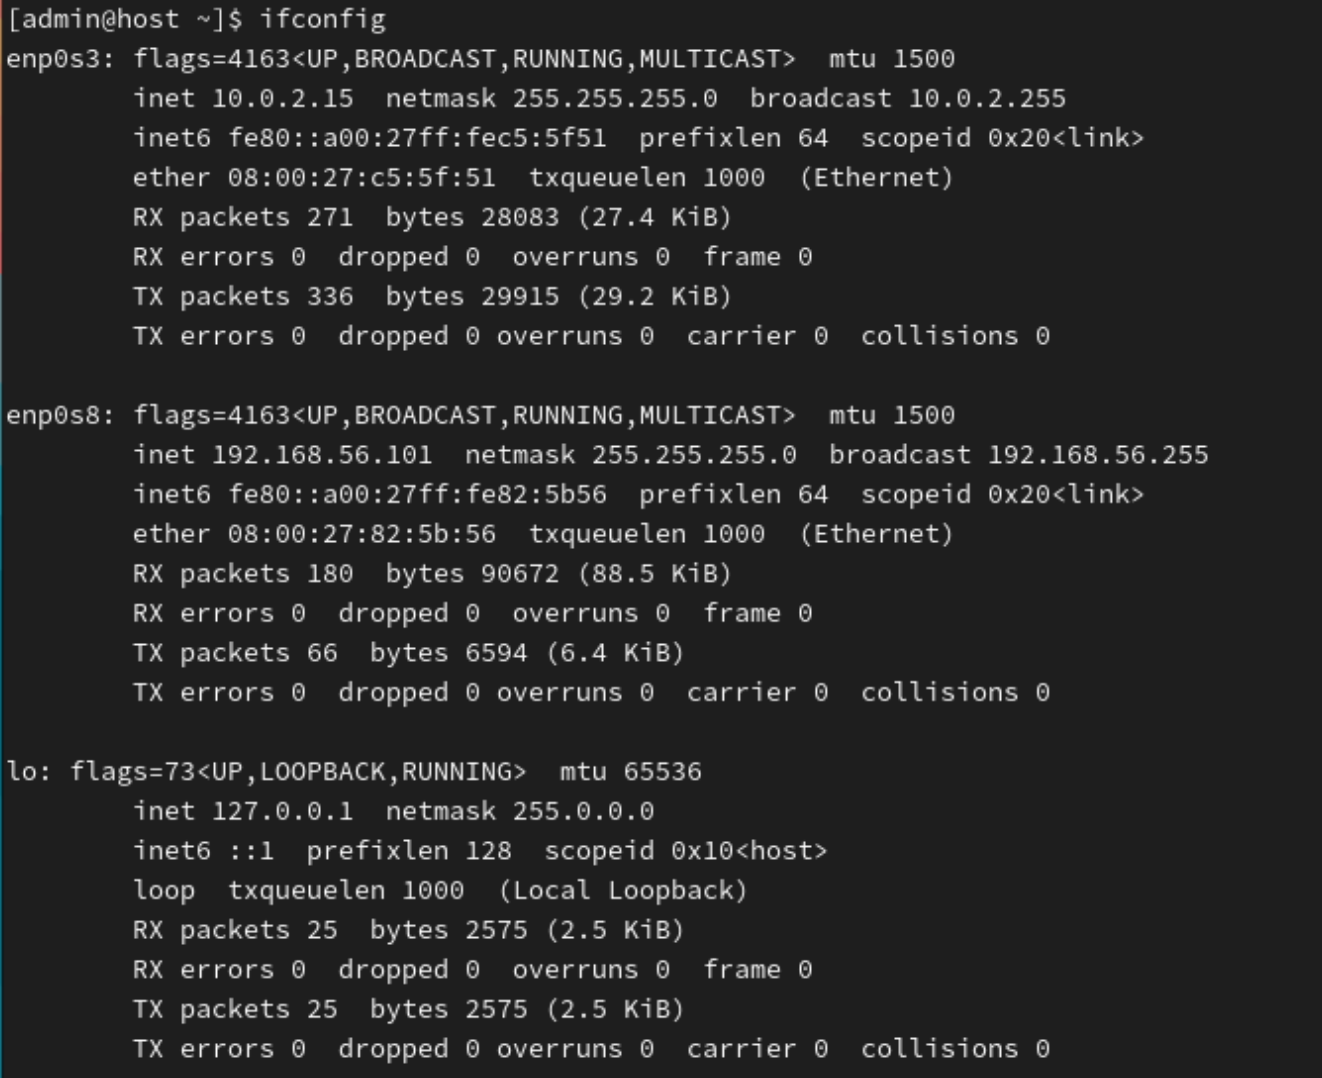 [admin@host ~]$ ifconfig
enp0s3: flags=4163<UP,BROADCAST,RUNNING,MULTICAST>  mtu 1500
        inet 10.0.2.15  netmask 255.255.255.0  broadcast 10.0.2.255
        inet6 fe80::a00:27ff:fec5:5f51  prefixlen 64  scopeid 0x20<link>
        ether 08:00:27:c5:5f:51  txqueuelen 1000  (Ethernet)
        RX packets 271  bytes 28083 (27.4 KiB)
        RX errors 0  dropped 0  overruns 0  frame 0
        TX packets 336  bytes 29915 (29.2 KiB)
        TX errors 0  dropped 0 overruns 0  carrier 0  collisions 0

enp0s8: flags=4163<UP,BROADCAST,RUNNING,MULTICAST>  mtu 1500
        inet 192.168.56.101  netmask 255.255.255.0  broadcast 192.168.56.255
        inet6 fe80::a00:27ff:fe82:5b56  prefixlen 64  scopeid 0x20<link>
        ether 08:00:27:82:5b:56  txqueuelen 1000  (Ethernet)
        RX packets 180  bytes 90672 (88.5 KiB)
        RX errors 0  dropped 0  overruns 0  frame 0
        TX packets 66  bytes 6594 (6.4 KiB)
        TX errors 0  dropped 0 overruns 0  carrier 0  collisions 0

lo: flags=73<UP,LOOPBACK,RUNNING>  mtu 65536
        inet 127.0.0.1  netmask 255.0.0.0
        inet6 ::1  prefixlen 128  scopeid 0x10<host>
        loop  txqueuelen 1000  (Local Loopback)
        RX packets 25  bytes 2575 (2.5 KiB)
        RX errors 0  dropped 0  overruns 0  frame 0
        TX packets 25  bytes 2575 (2.5 KiB)
        TX errors 0  dropped 0 overruns 0  carrier 0  collisions 0